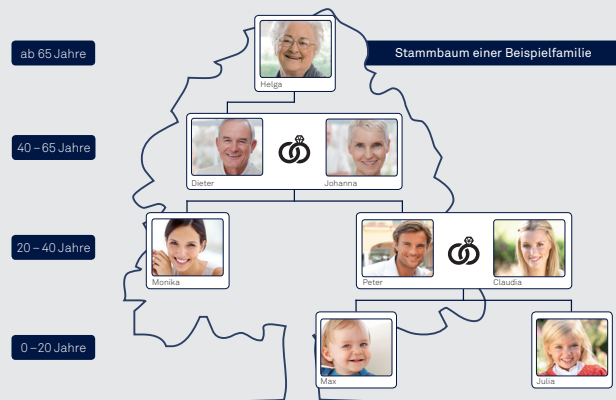 ab 65 Jahre
Stammbaum einer Beispielfamilie
Helga
40 – 65 Jahre
Dieter
Johanna
20 – 40 Jahre
Monika
Peter
Claudia
0 – 20 Jahre
Max
Julia